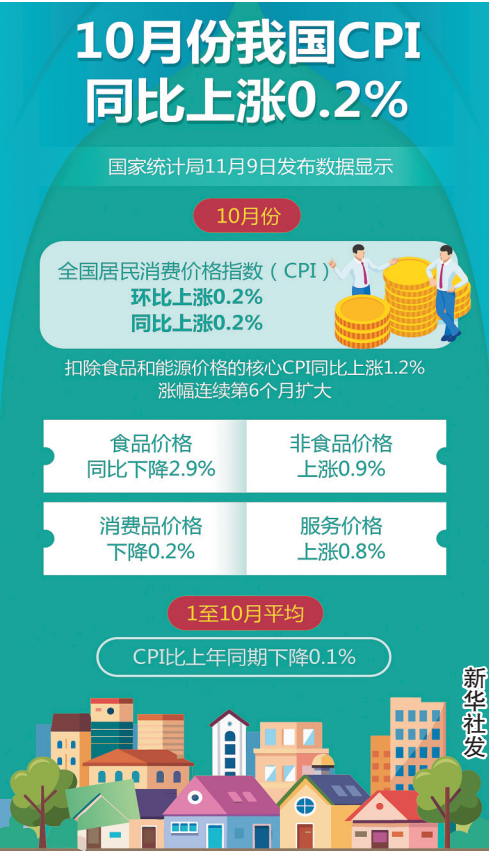 10月份我国CPI
同比上涨0.2%
国家统计局11月9日发布数据显示
10月份
全国居民消费价格指数（CPI）
环比上涨0.2%
同比上涨0.2%
扣除食品和能源价格的核心CPI同比上涨1.2%
涨幅连续第6个月扩大
食品价格
同比下降2.9%
非食品价格
上涨0.9%
消费品价格
下降0.2%
服务价格
上涨0.8%
1至10月平均
CPI比上年同期下降0.1%
新华社发